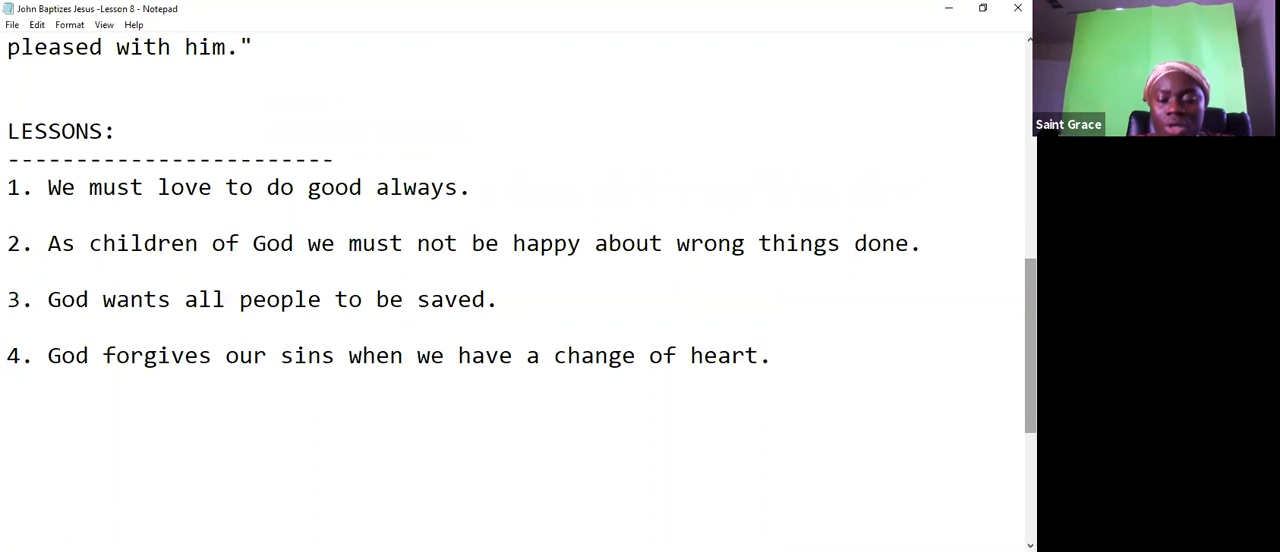 John Baptizes Jesus -Lesson 8 - Notepad
File Edit Format View Help
pleased with him."
LESSONS:
------------------------
1. We must love to do good always.
2. As children of God we must not be happy about wrong things done.
3. God wants all people to be saved.
4. God forgives our sins when we have a change of heart.
Saint Grace